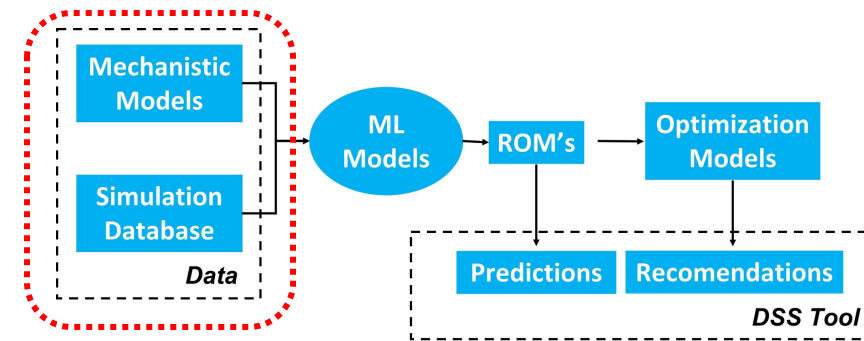 Mechanistic
Models
Simulation
Database
Data
ML
Models
ROM's
Optimization
Models
Predictions
Recomendations
DSS Tool